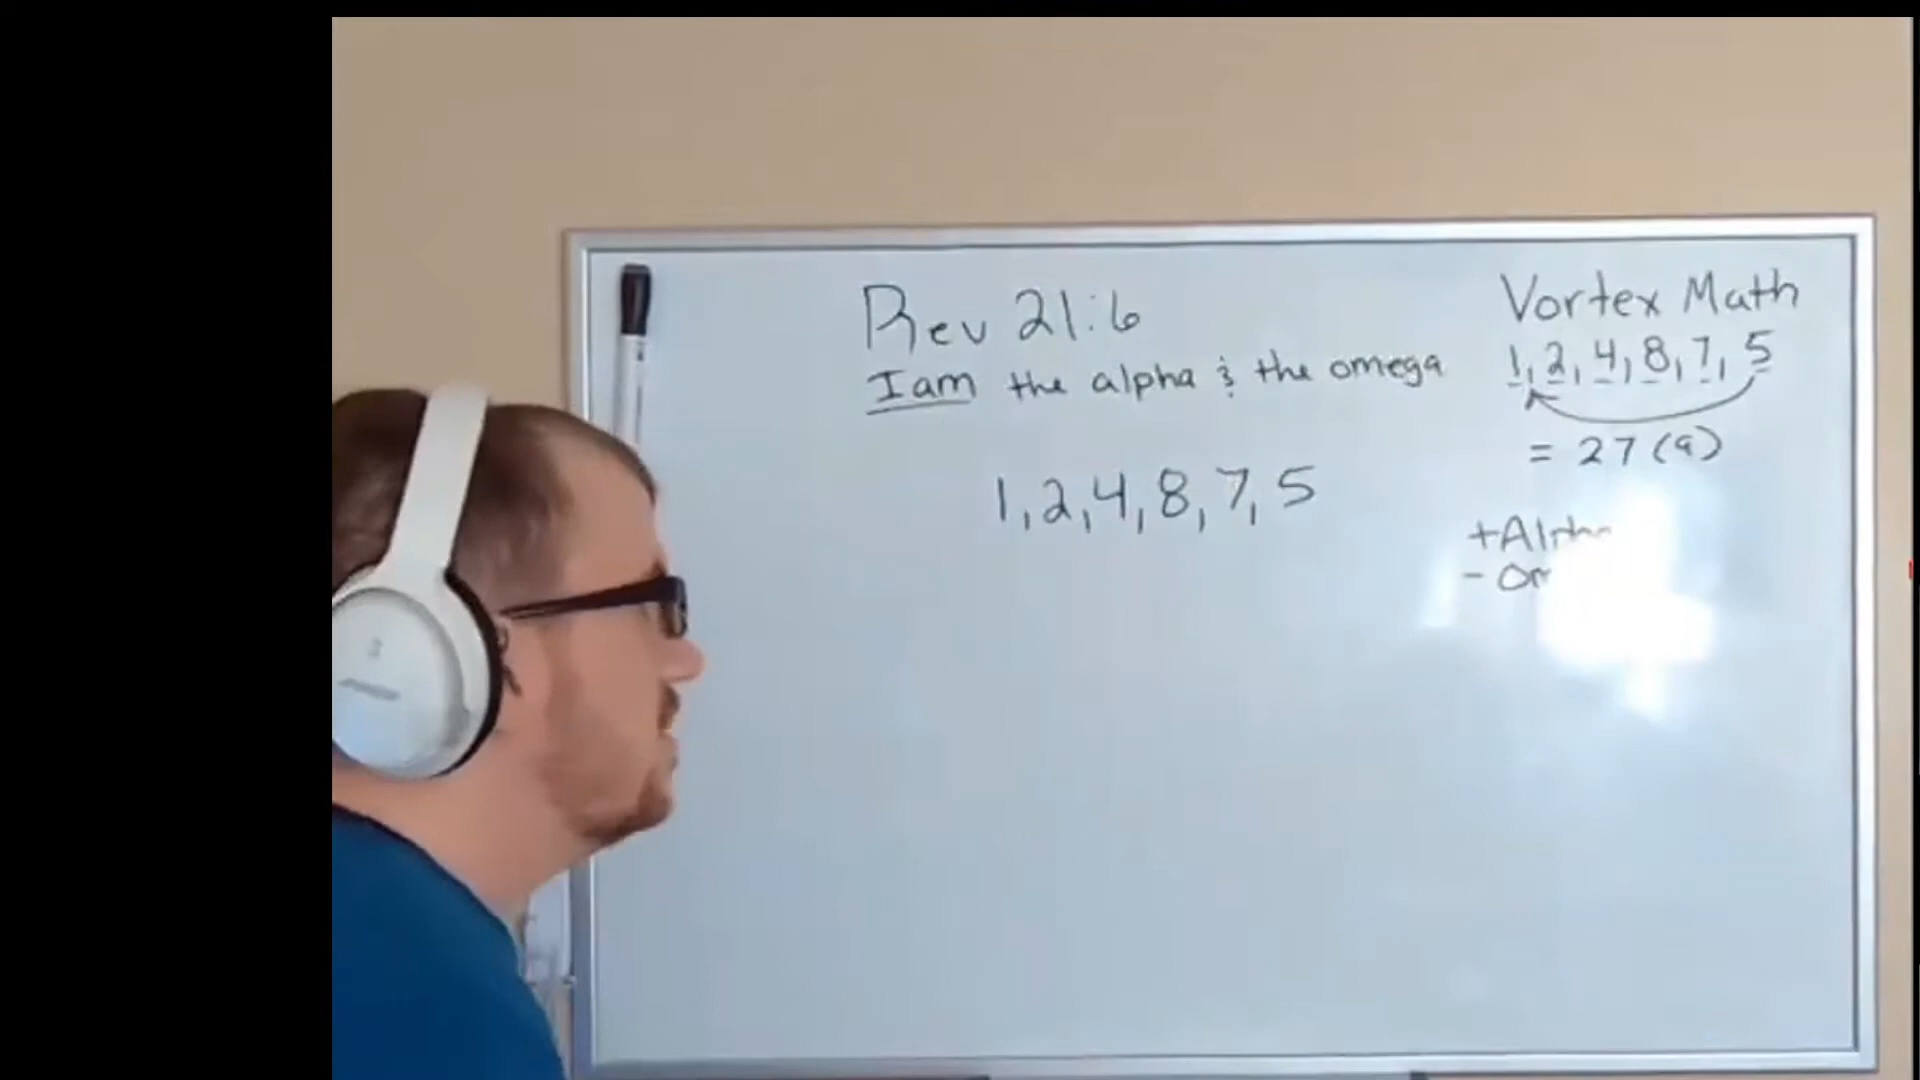 Rev 21:6
I am the alpha & the omega
1, 2, 4, 8, 7, 5
Vortex Math
1, 2, 4, 8, 7, 5
= 27 (9)